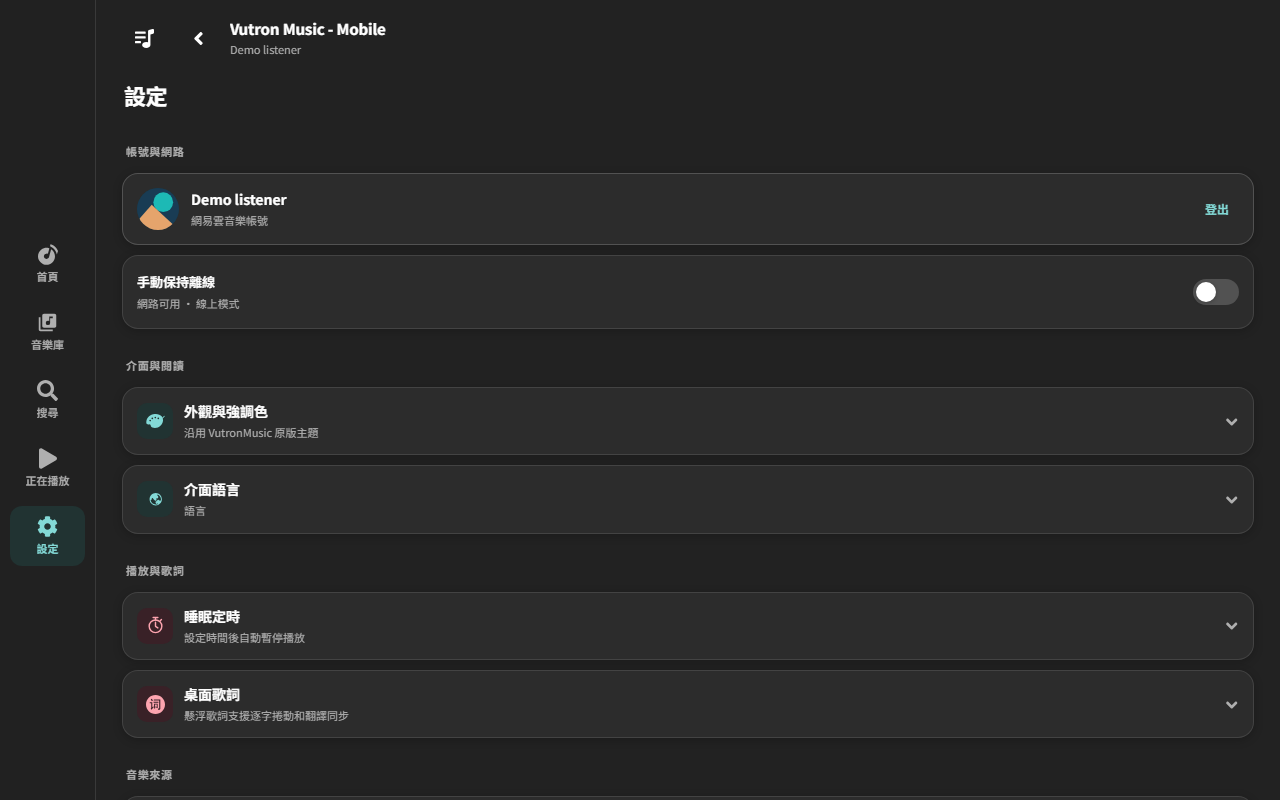 Vutron Music - Mobile
Demo listener
設定
帳號與網路
Demo listener
網易雲音樂帳號
登出
手動保持離線
網路可用 · 線上模式
介面與閱讀
外觀與強調色
沿用 VutronMusic 原版主題
介面語言
語言
播放與歌詞
睡眠定時
設定時間後自動暫停播放
桌面歌詞
懸浮歌詞支援逐字捲動和翻譯同步
词
音樂來源
首頁
音樂庫
搜尋
正在播放
設定